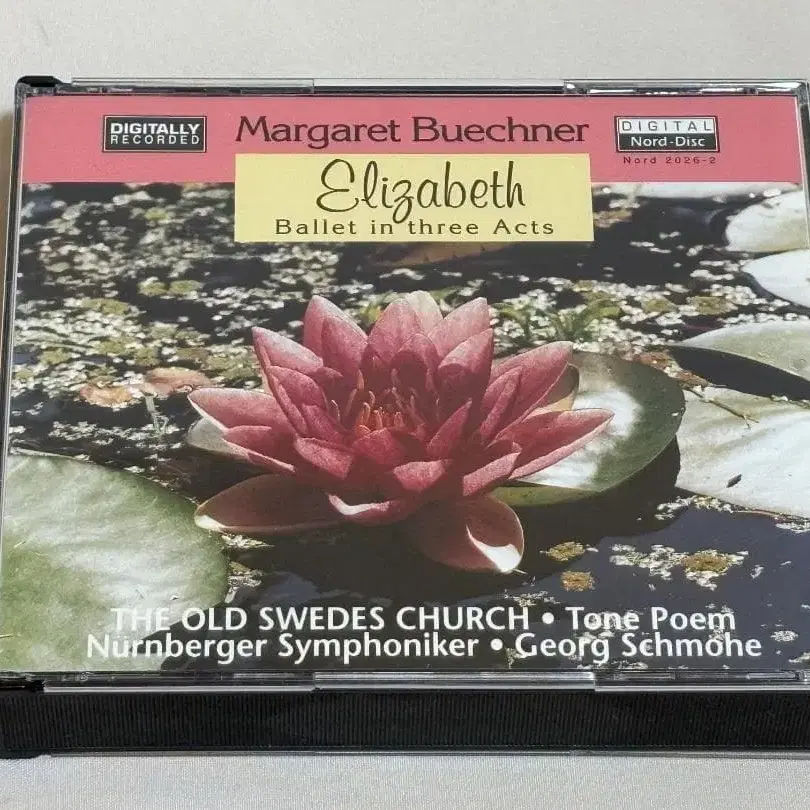 DIGITALLY
RECORDED
Margaret Buechner
DIGITAL
Nord-Disc
Nord 2026-2
Elizabeth
Ballet in three Acts
THE OLD SWEDES CHURCH • Tone Poem
Nürnberger Symphoniker • Georg Schmöhe